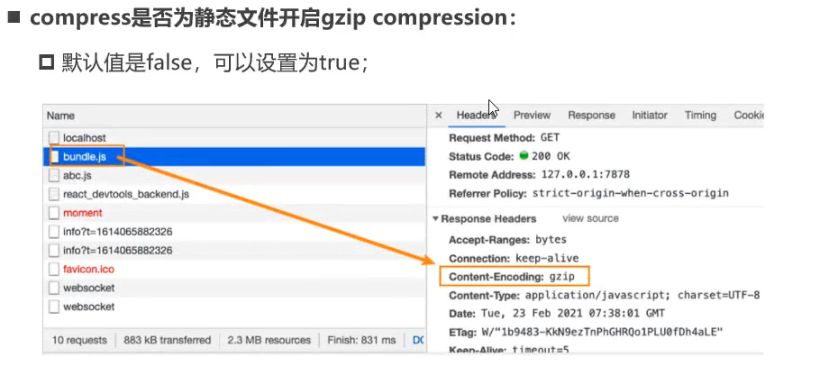 compress是否为静态文件开启gzip compression：
默认值是false，可以设置为true；
Name
localhost
bundle.js
abc.js
react_devtools_backend.js
moment
info?t=1614065882326
info?t=1614065882326
favicon.ico
websocket
websocket
10 requests 883 kB transferred 2.3 MB resources Finish: 831 ms DC
× Headers Preview Response Initiator Timing Cookie
Request Method: GET
Status Code: 200 OK
Remote Address: 127.0.0.1:7878
Referrer Policy: strict-origin-when-cross-origin
Response Headers view source
Accept-Ranges: bytes
Connection: keep-alive
Content-Encoding: gzip
Content-Type: application/javascript; charset=UTF-8
Date: Tue, 23 Feb 2021 07:38:01 GMT
ETag: W/"1b9483-KkN9ezTnPhGHRQo1PLU0fDh4aLE"
Keep-Alive: timeout=5